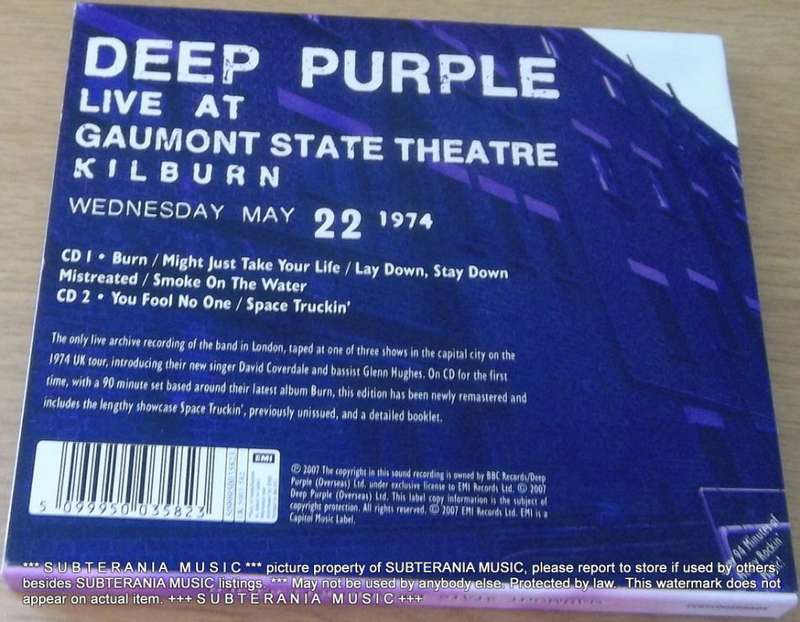 DEEP PURPLE
LIVE AT
GAUMONT STATE THEATRE
KILBURN
WEDNESDAY MAY 22 1974
CD 1 • Burn / Might Just Take Your Life / Lay Down, Stay Down
Mistreated / Smoke On The Water
CD 2 • You Fool No One / Space Truckin'
The only live archive recording of the band in London, taped at one of three shows in the capital city on the
1974 UK tour, introducing their new singer David Coverdale and bassist Glenn Hughes. On CD for the first
time, with a 90 minute set based around their latest album Burn, this edition has been newly remastered and
includes the lengthy showcase Space Truckin', previously unissued, and a detailed booklet.
EMI
5 099950 035823
℗ 2007 The copyright in this sound recording is owned by BBC Records/Deep
Purple (Overseas) Ltd. under exclusive license to EMI Records Ltd. © 2007
Deep Purple (Overseas) Ltd. This label copy information is the subject of
copyright protection. All rights reserved. © 2007 EMI Records Ltd. EMI is a
Capitol Music Label.
94 Minutes of
Rockin'
*** S U B T E R A N I A M U S I C *** picture property of SUBTERANIA MUSIC, please report to store if used by others,
besides SUBTERANIA MUSIC listings. *** May not be used by anybody else. Protected by law. This watermark does not
appear on actual item. +++ S U B T E R A N I A M U S I C +++